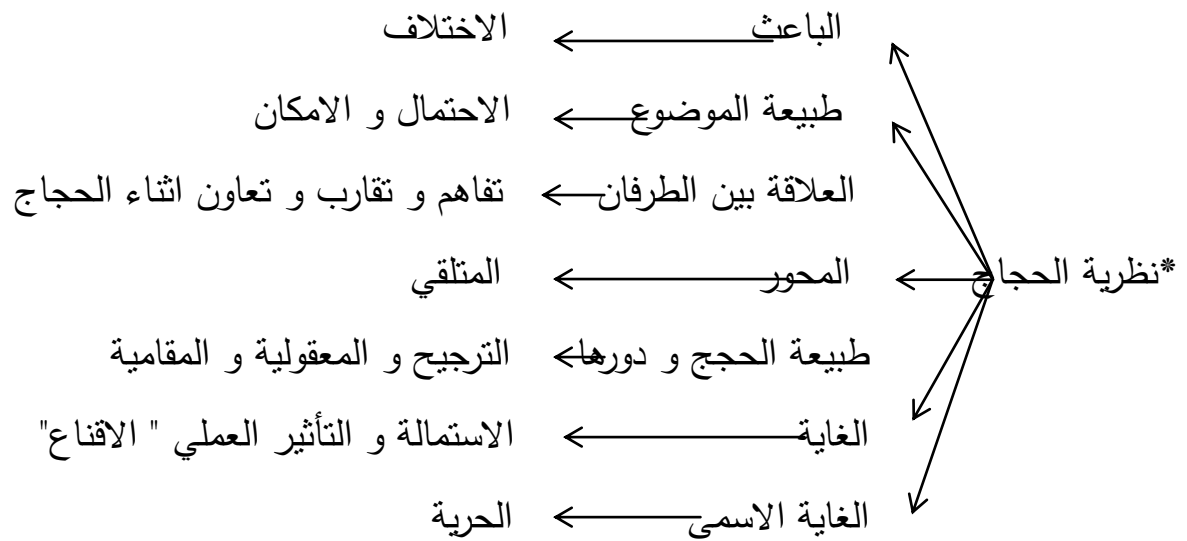 الباعث الاختلاف
طبيعة الموضوع الاحتمال و الامكان
العلاقة بين الطرفان تفاهم و تقارب و تعاون اثناء الحجاج
*نظرية الحجاج المحور المتلقي
طبيعة الحجج و دورها الترجيح و المعقولية و المقامية
الغاية الاستمالة و التأثير العملي " الاقناع"
الغاية الاسمى الحرية